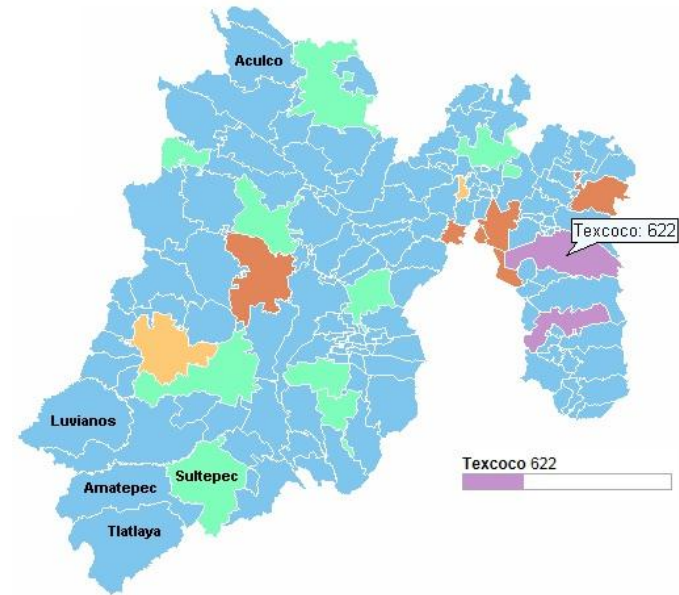 Aculco
Texcoco: 622
Luvianos
Texcoco 622
Sultepec
Amatepec
Tlatlaya